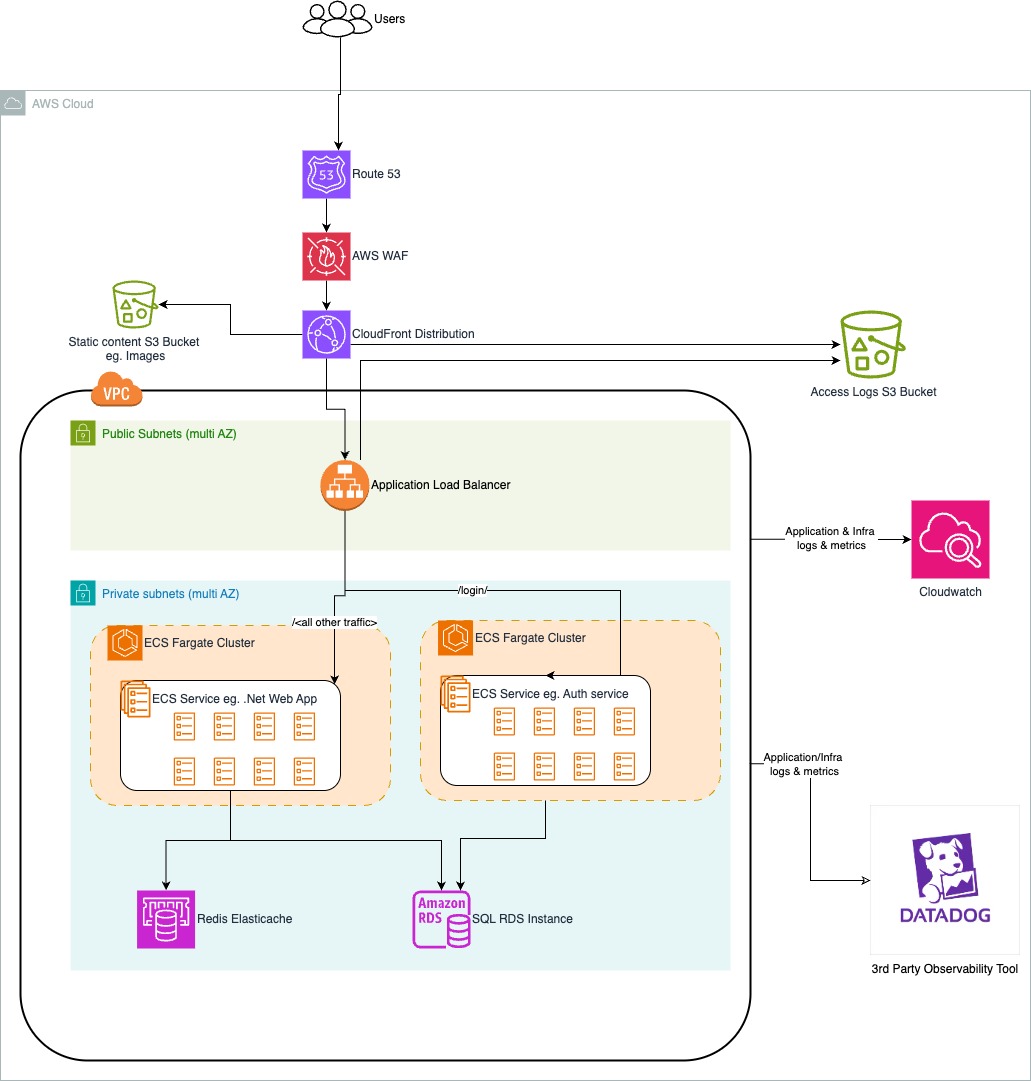 Users
AWS Cloud
53
Route 53
AWS WAF
CloudFront Distribution
Static content S3 Bucket
eg. Images
Access Logs S3 Bucket
VPC
Public Subnets (multi AZ)
Application Load Balancer
Application & Infra
logs & metrics
Cloudwatch
Private subnets (multi AZ)
/login/
/<all other traffic>
ECS Fargate Cluster
ECS Fargate Cluster
ECS Service eg. .Net Web App
ECS Service eg. Auth service
Application/Infra
logs & metrics
Redis Elasticache
Amazon
RDS
SQL RDS Instance
DATADOG
3rd Party Observability Tool